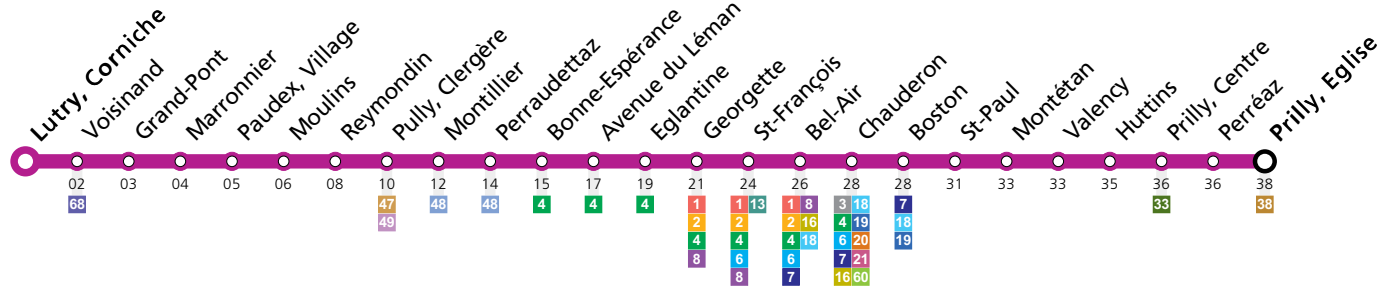 Lutry, Corniche
Voisinand
Grand-Pont
Marronnier
Paudex, Village
Moulins
Reymondin
Pully, Clergère
Montillier
Perraudettaz
Bonne-Espérance
Avenue du Léman
Eglantine
Georgette
St-François
Bel-Air
Chauderon
Boston
St-Paul
Montétan
Valency
Huttins
Prilly, Centre
Perréaz
Prilly, Eglise
02 03 04 05 06 08 10 12 14 15 17 19 21 24 26 28 28 31 33 33 35 36 36 38
68 47 48 48 4 4 4 1 1 13 1 8 3 18 7 33 38
49 2 2 2 16 4 19 18
4 4 4 18 6 20 19
8 6 6 7 21
8 7 16 60